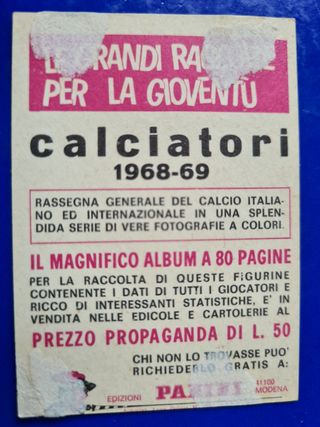 GRANDI
PER LA GIOVENTÙ
calciatori
1968-69
RASSEGNA GENERALE DEL CALCIO ITALIA-
NO ED INTERNAZIONALE IN UNA SPLEN-
DIDA SERIE DI VERE FOTOGRAFIE A COLORI.
IL MAGNIFICO ALBUM A 80 PAGINE
PER LA RACCOLTA DI QUESTE FIGURINE
CONTENENTE I DATI DI TUTTI I GIOCATORI E
RICCO DI INTERESSANTI STATISTICHE, E' IN
VENDITA NELLE EDICOLE E CARTOLERIE AL
PREZZO PROPAGANDA DI L. 50
CHI NON LO TROVASSE PUO'
RICHIEDERLO GRATIS A:
EDIZIONI PANINI 41100
MODENA